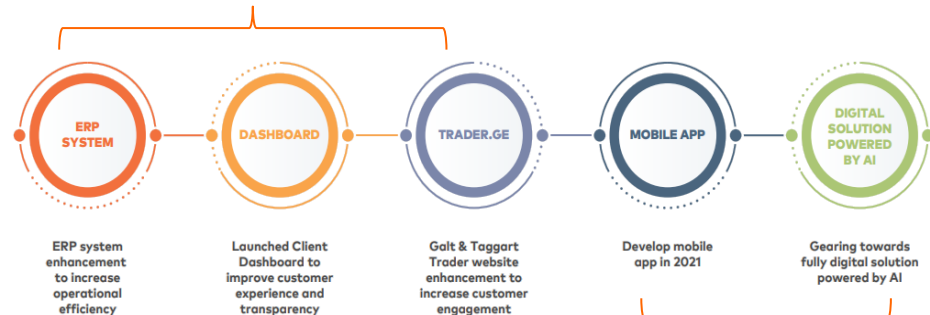 ERP
SYSTEM
DASHBOARD
TRADER.GE
MOBILE APP
DIGITAL
SOLUTION
POWERED
BY AI
ERP system
enhancement
to increase
operational
efficiency
Launched Client
Dashboard to
improve customer
experience and
transparency
Galt & Taggart
Trader website
enhancement to
increase customer
engagement
Develop mobile
app in 2021
Gearing towards
fully digital solution
powered by AI